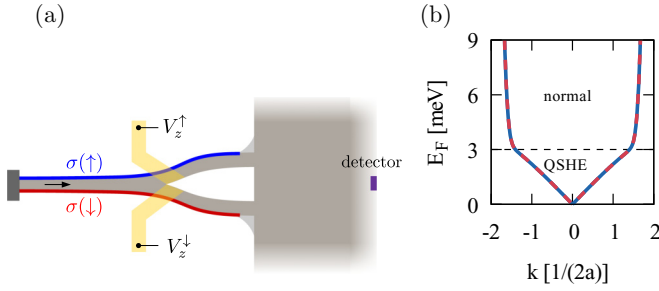 (a)
(b)
V_z^↑
σ(↑)
σ(↓)
V_z^↓
detector
E_F [meV]
9
6
3
0
normal
QSHE
-2 -1 0 1 2
k [1/(2a)]